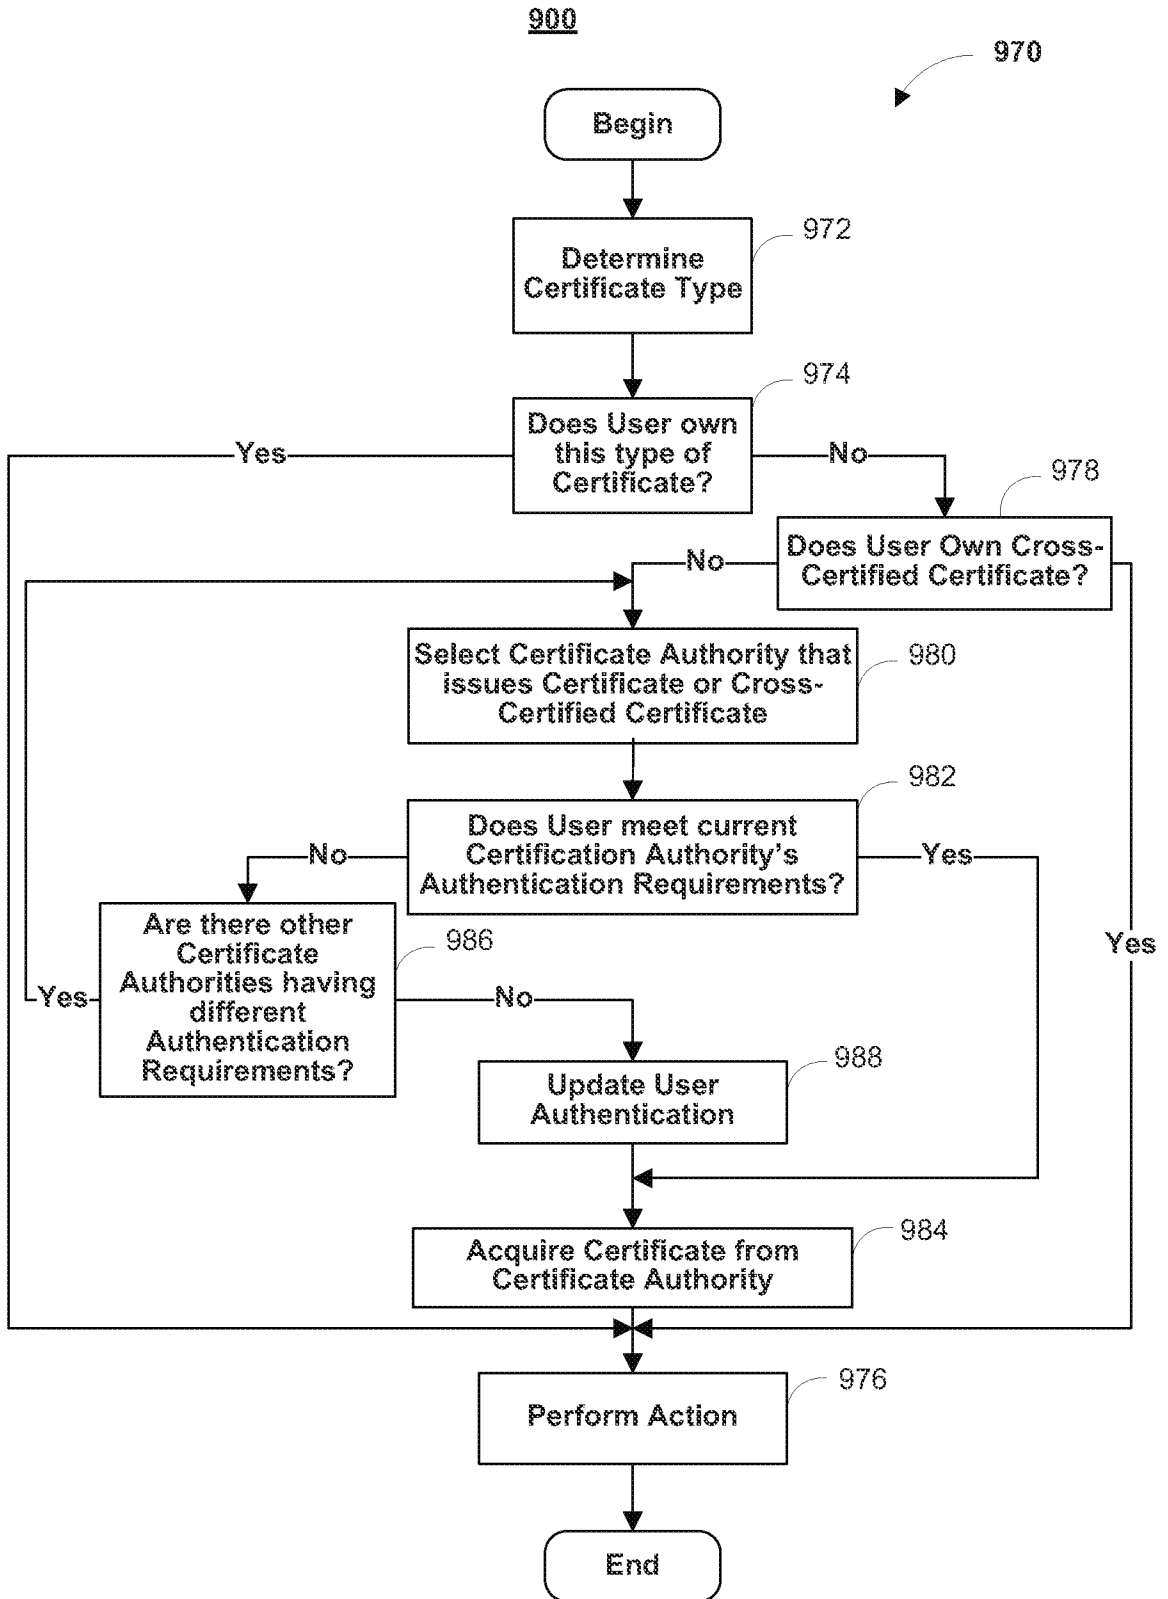 900
970
Begin
972
Determine
Certificate Type
974
Does User own
this type of
Certificate?
Yes
No
978
Does User Own Cross-
Certified Certificate?
No
Select Certificate Authority that
issues Certificate or Cross-
Certified Certificate
980
982
Does User meet current
Certification Authority's
Authentication Requirements?
No
Yes
Are there other
Certificate
Authorities having
different
Authentication
Requirements?
986
Yes
Yes
No
988
Update User
Authentication
984
Acquire Certificate from
Certificate Authority
976
Perform Action
End